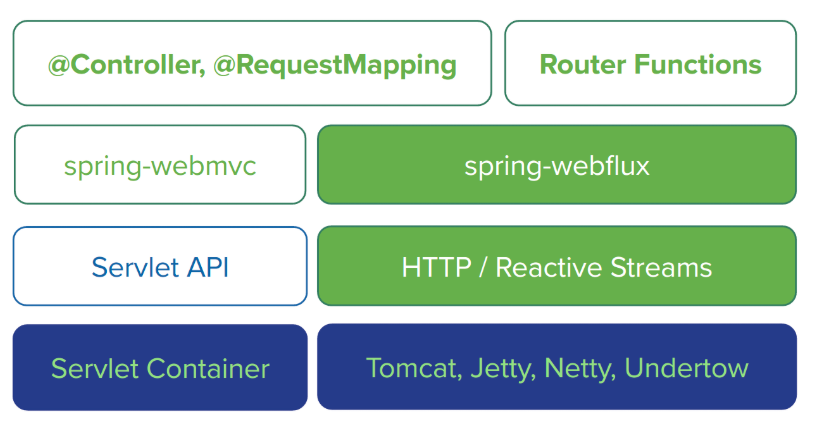 @Controller, @RequestMapping
Router Functions
spring-webmvc
spring-webflux
Servlet API
HTTP / Reactive Streams
Servlet Container
Tomcat, Jetty, Netty, Undertow